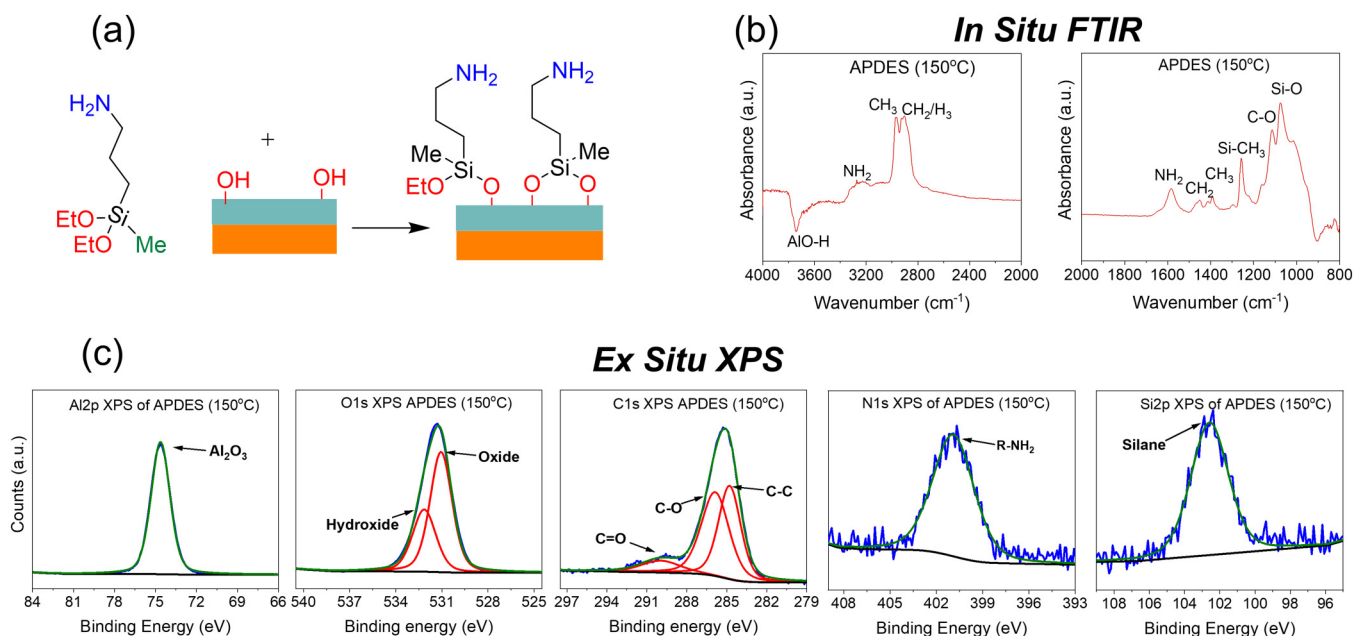 (a)
H₂N
EtO
EtO
Si
Me
+
OH
OH
NH₂
NH₂
Me
Si
EtO
O
Me
Si
O
O
(b)
In Situ FTIR
APDES (150°C)
CH₃
CH₂/H₃
NH₂
AlO-H
Absorbance (a.u.)
4000 3600 3200 2800 2400 2000
Wavenumber (cm⁻¹)
APDES (150°C)
Si-O
C-O
Si-CH₃
CH₃
NH₂
CH₂
Absorbance (a.u.)
2000 1800 1600 1400 1200 1000 800
Wavenumber (cm⁻¹)
(c)
Ex Situ XPS
Al2p XPS of APDES (150°C)
Al₂O₃
Counts (a.u.)
84 81 78 75 72 69 66
Binding Energy (eV)
O1s XPS APDES (150°C)
Oxide
Hydroxide
540 537 534 531 528 525
Binding Energy (eV)
C1s XPS APDES (150°C)
C-C
C-O
C=O
297 294 291 288 285 282 279
Binding energy (eV)
N1s XPS of APDES (150°C)
R-NH₂
408 405 402 399 396 393
Binding Energy (eV)
Si2p XPS of APDES (150°C)
Silane
108 106 104 102 100 98 96
Binding Energy (eV)